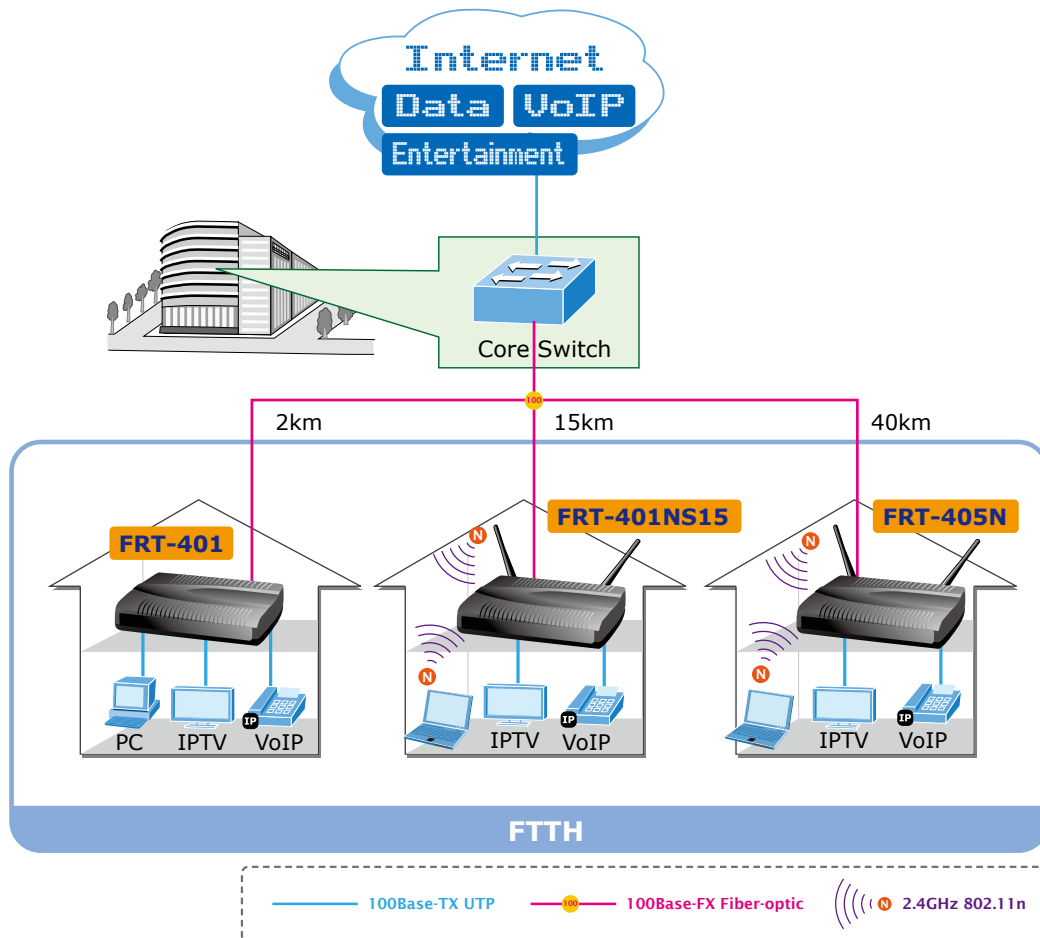 Internet
Data VoIP
Entertainment
Core Switch
100
2km 15km 40km
FRT-401 FRT-401NS15 FRT-405N
N N
N N
IP IP IP
PC IPTV VoIP IPTV VoIP IPTV VoIP
FTTH
100Base-TX UTP 100 100Base-FX Fiber-optic N 2.4GHz 802.11n